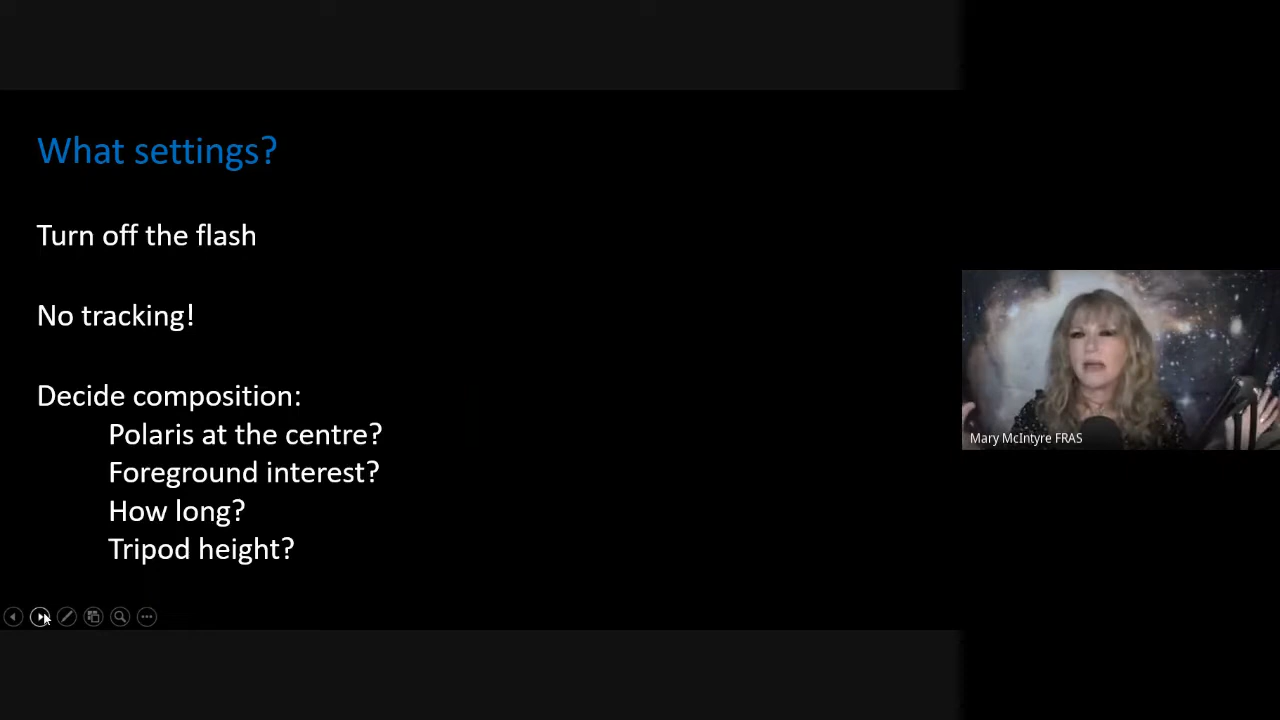 What settings?
Turn off the flash
No tracking!
Decide composition:
Polaris at the centre?
Foreground interest?
How long?
Tripod height?
Mary McIntyre FRAS